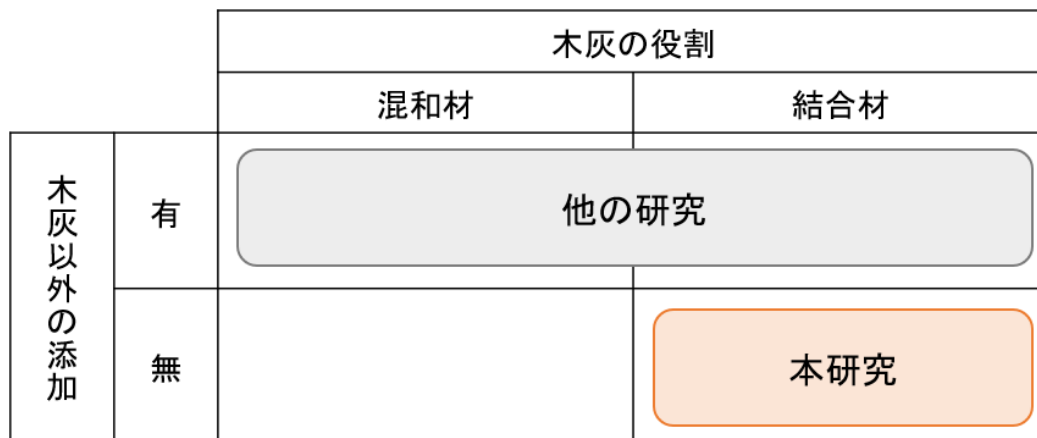 木灰の役割
混和材
結合材
木灰以外の添加
有
他の研究
無
本研究